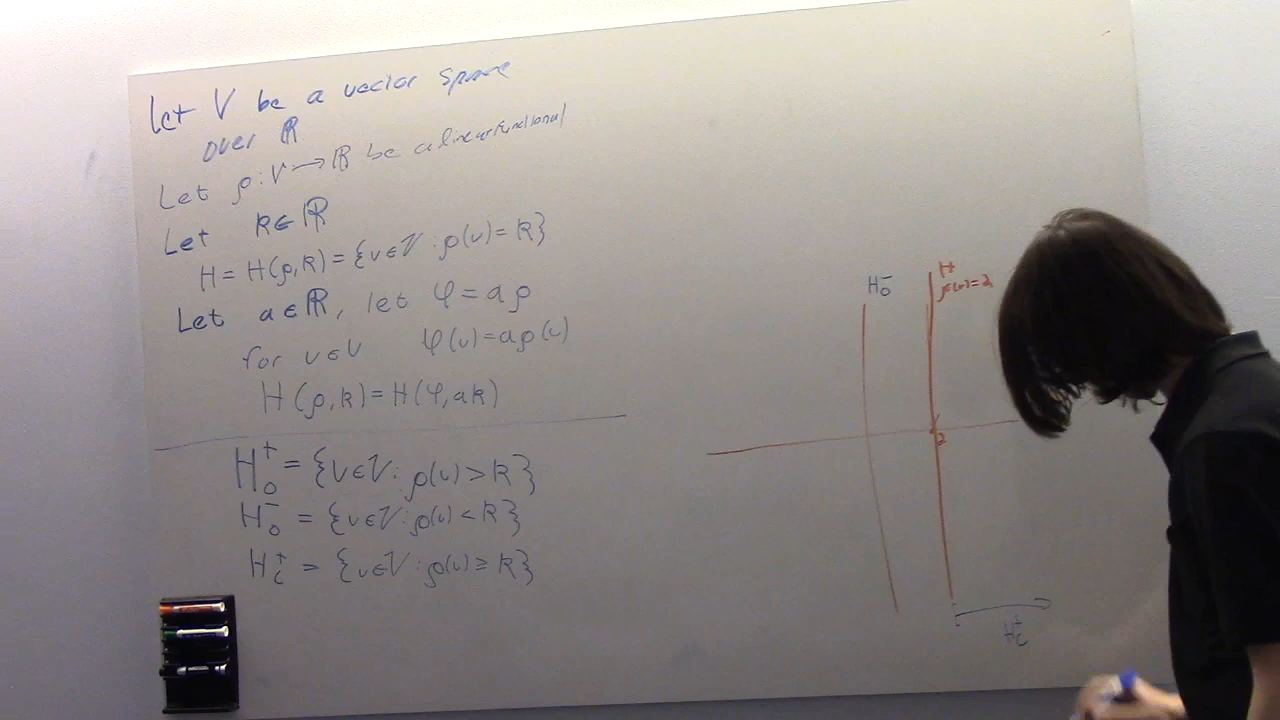 Let V be a vector space
over ℝ
Let ρ: V → ℝ be a linear functional
Let k ∈ ℝ
H = H(ρ, k) = {v ∈ V : ρ(v) = k}
Let a ∈ ℝ, let φ = aρ
for v ∈ V φ(v) = aρ(v)
H(ρ, k) = H(φ, ak)
H₀⁺ = {v ∈ V : ρ(v) > k}
H₀⁻ = {v ∈ V : ρ(v) < k}
H꜀⁺ = {v ∈ V : ρ(v) ≥ k}
H₀⁻
H
ρ(v) = 2
2
H꜀⁺